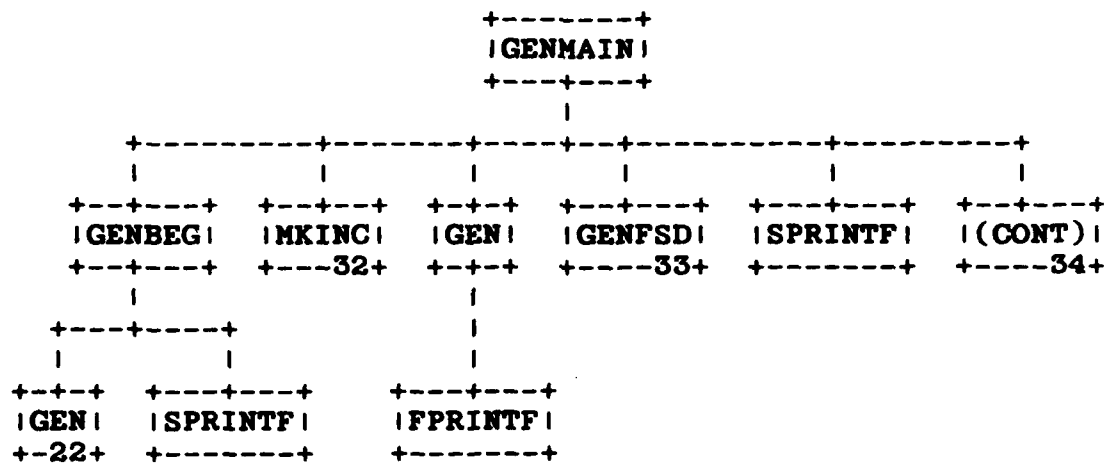 GENMAIN
GENBEG MKINC GEN GENFSD SPRINTF (CONT)
32 33 34
GEN SPRINTF FPRINTF
22